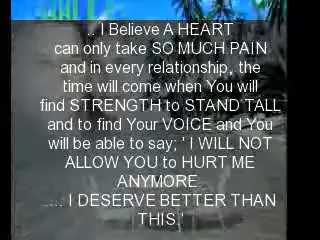 .. I Believe A HEART
can only take SO MUCH PAIN
and in every relationship, the
time will come when You will
find STRENGTH to STAND TALL
and to find Your VOICE and You
will be able to say; ' I WILL NOT
ALLOW YOU to HURT ME
ANYMORE
.... I DESERVE BETTER THAN
THIS.'